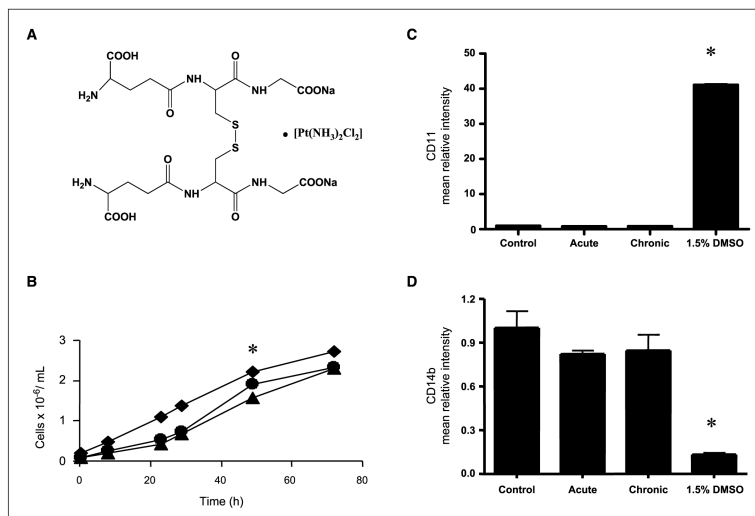 A
COOH
H₂N
O
NH
O
NH
COONa
S
S
• [Pt(NH₃)₂Cl₂]
O
H₂N
COOH
NH
O
NH
COONa
B
Cells x 10⁻⁶/ mL
3
2
1
0
*
0 20 40 60 80
Time (h)
C
CD11
mean relative intensity
50
40
30
20
10
0
*
Control Acute Chronic 1.5% DMSO
D
CD14b
mean relative intensity
1.2
0.9
0.6
0.3
0.0
*
Control Acute Chronic 1.5% DMSO